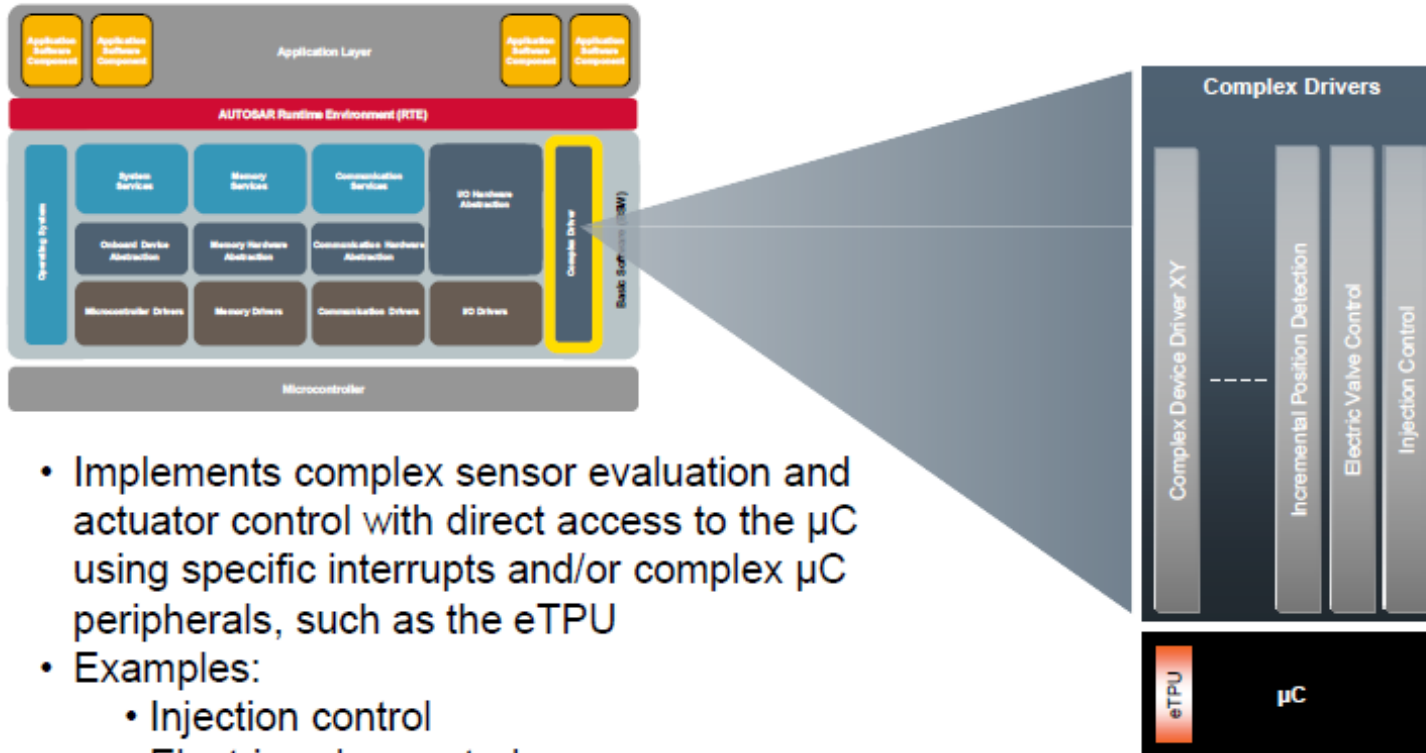 Application
Software
Component
Application
Software
Component
Application Layer
Application
Software
Component
Application
Software
Component
AUTOSAR Runtime Environment (RTE)
Operating System
System
Services
Memory
Services
Communication
Services
I/O Hardware
Abstraction
Onboard Device
Abstraction
Memory Hardware
Abstraction
Communication Hardware
Abstraction
Microcontroller Drivers
Memory Drivers
Communication Drivers
I/O Drivers
Complex Driver
Basic Software (BSW)
Microcontroller
Complex Drivers
Complex Device Driver XY
Incremental Position Detection
Electric Valve Control
Injection Control
eTPU
µC
• Implements complex sensor evaluation and
actuator control with direct access to the µC
using specific interrupts and/or complex µC
peripherals, such as the eTPU
• Examples:
• Injection control